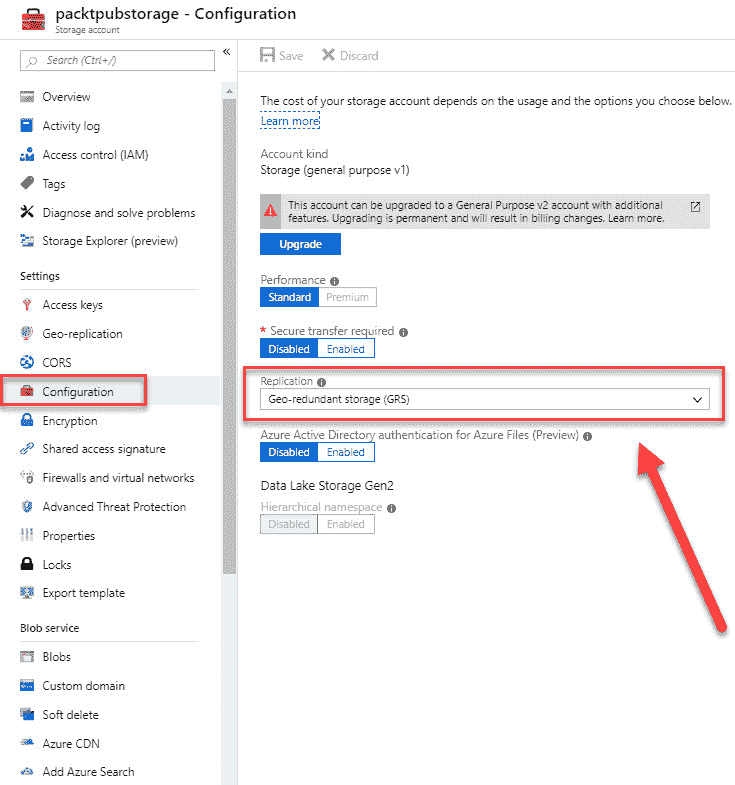 packtpubstorage - Configuration
Storage account
Search (Ctrl+/)
«
Overview
Activity log
Access control (IAM)
Tags
Diagnose and solve problems
Storage Explorer (preview)
Settings
Access keys
Geo-replication
CORS
Configuration
Encryption
Shared access signature
Firewalls and virtual networks
Advanced Threat Protection
Properties
Locks
Export template
Blob service
Blobs
Custom domain
Soft delete
Azure CDN
Add Azure Search
Save Discard
The cost of your storage account depends on the usage and the options you choose below.
Learn more
Account kind
Storage (general purpose v1)
This account can be upgraded to a General Purpose v2 account with additional
features. Upgrading is permanent and will result in billing changes. Learn more.
Upgrade
Performance
Standard Premium
* Secure transfer required
Disabled Enabled
Replication
Geo-redundant storage (GRS)
Azure Active Directory authentication for Azure Files (Preview)
Disabled Enabled
Data Lake Storage Gen2
Hierarchical namespace
Disabled Enabled